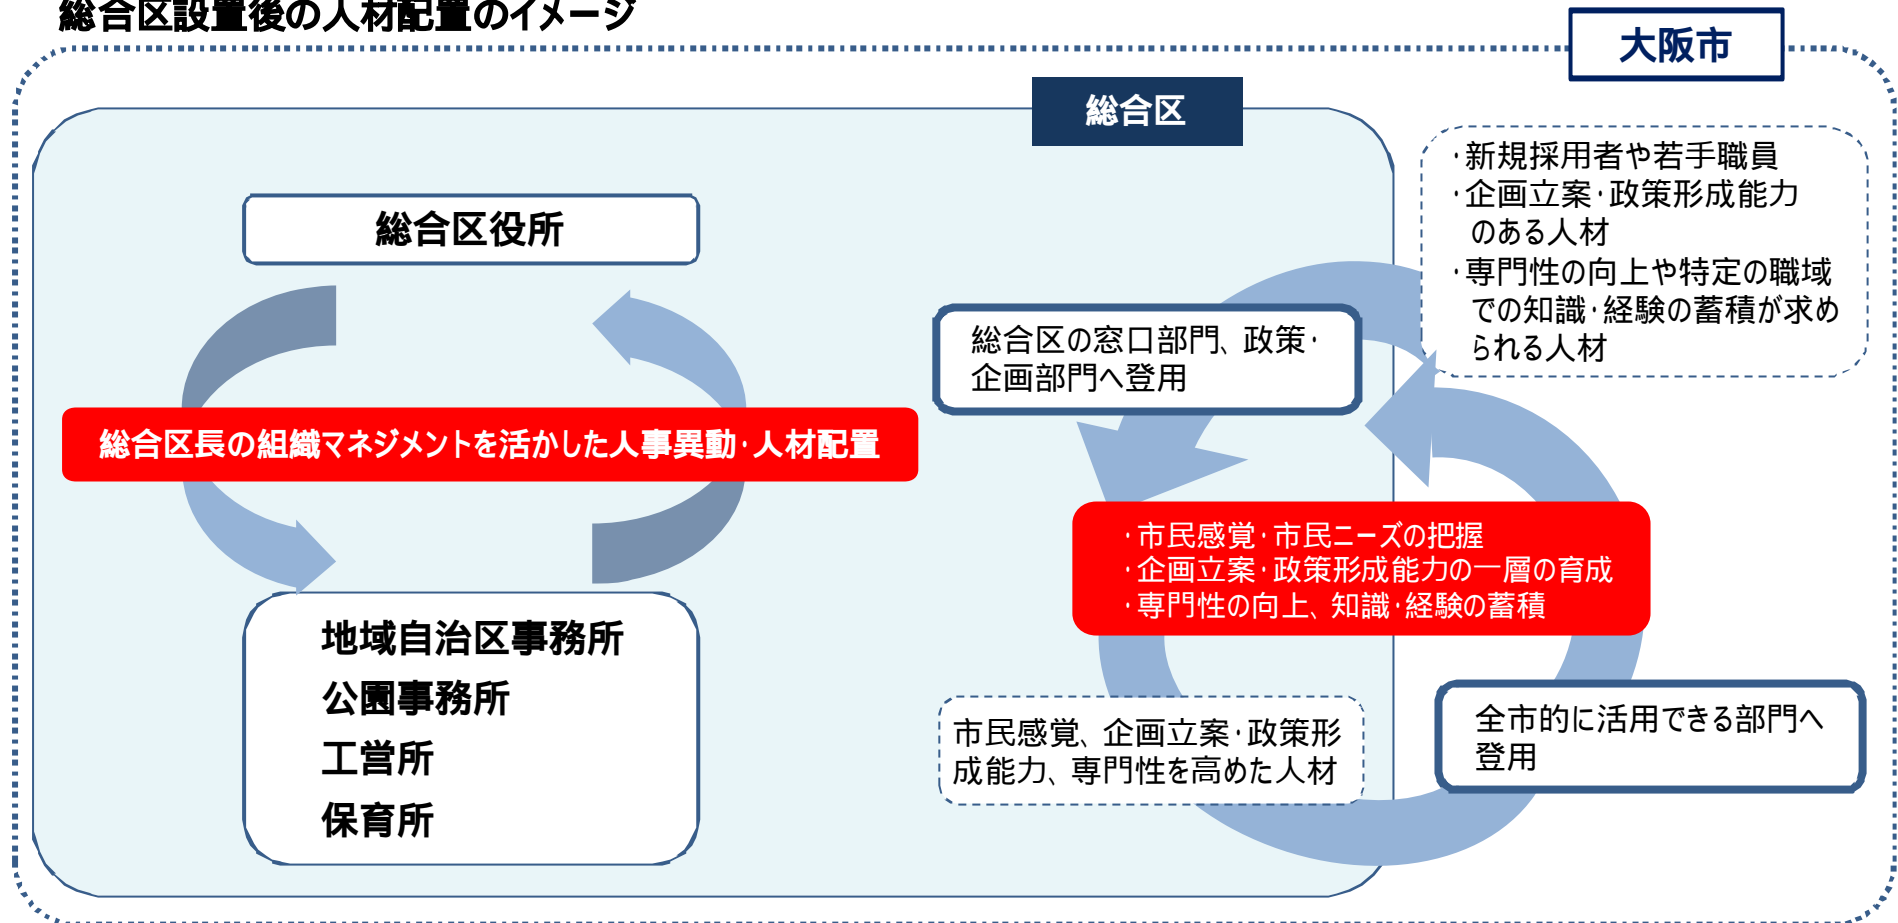 総合区設置後の人材配置のイメージ
大阪市
総合区
総合区役所
総合区長の組織マネジメントを活かした人事異動･人材配置
地域自治区事務所
公園事務所
工営所
保育所
･新規採用者や若手職員
･企画立案･政策形成能力
のある人材
･専門性の向上や特定の職域
での知識･経験の蓄積が求め
られる人材
総合区の窓口部門、政策･
企画部門へ登用
･市民感覚･市民ニーズの把握
･企画立案･政策形成能力の一層の育成
･専門性の向上、知識･経験の蓄積
市民感覚、企画立案･政策形
成能力、専門性を高めた人材
全市的に活用できる部門へ
登用